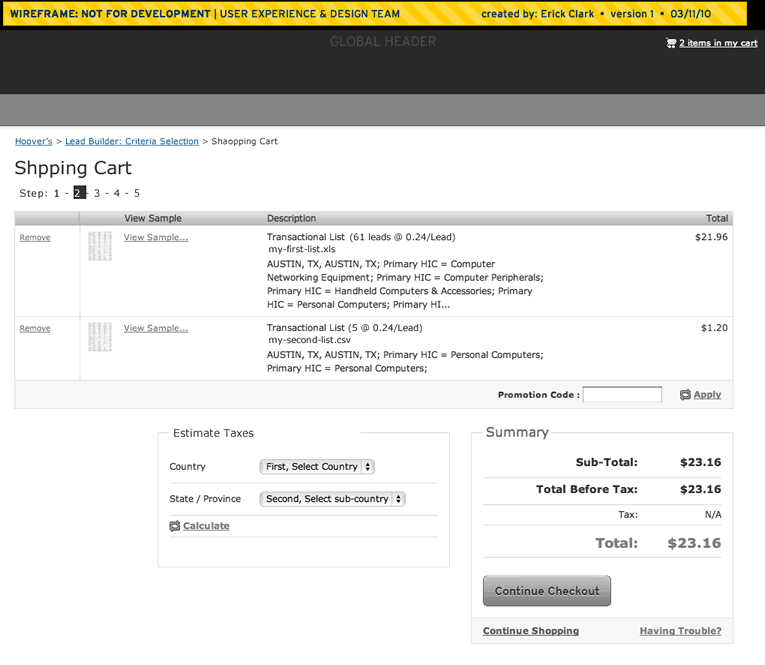 WIREFRAME: NOT FOR DEVELOPMENT | USER EXPERIENCE & DESIGN TEAM created by: Erick Clark • version 1 • 03/11/10
GLOBAL HEADER
2 items in my cart
Hoover's > Lead Builder: Criteria Selection > Shaopping Cart
Shpping Cart
Step: 1 - 2 - 3 - 4 - 5
View Sample Description Total
Remove View Sample... Transactional List (61 leads @ 0.24/Lead) $21.96
my-first-list.xls
AUSTIN, TX, AUSTIN, TX; Primary HIC = Computer
Networking Equipment; Primary HIC = Computer Peripherals;
Primary HIC = Handheld Computers & Accessories; Primary
HIC = Personal Computers; Primary HI...
Remove View Sample... Transactional List (5 @ 0.24/Lead) $1.20
my-second-list.csv
AUSTIN, TX, AUSTIN, TX; Primary HIC = Personal Computers;
Primary HIC = Personal Computers;
Promotion Code : Apply
Estimate Taxes
Country First, Select Country
State / Province Second, Select sub-country
Calculate
Summary
Sub-Total: $23.16
Total Before Tax: $23.16
Tax: N/A
Total: $23.16
Continue Checkout
Continue Shopping Having Trouble?